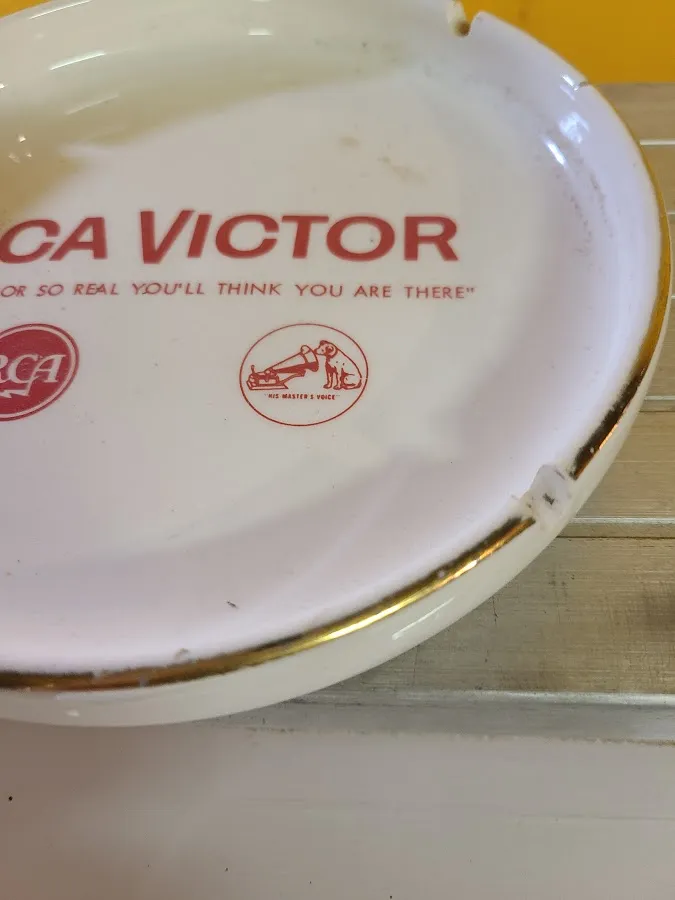 CA VICTOR
OR SO REAL YOU'LL THINK YOU ARE THERE"
RCA
"HIS MASTER'S VOICE"